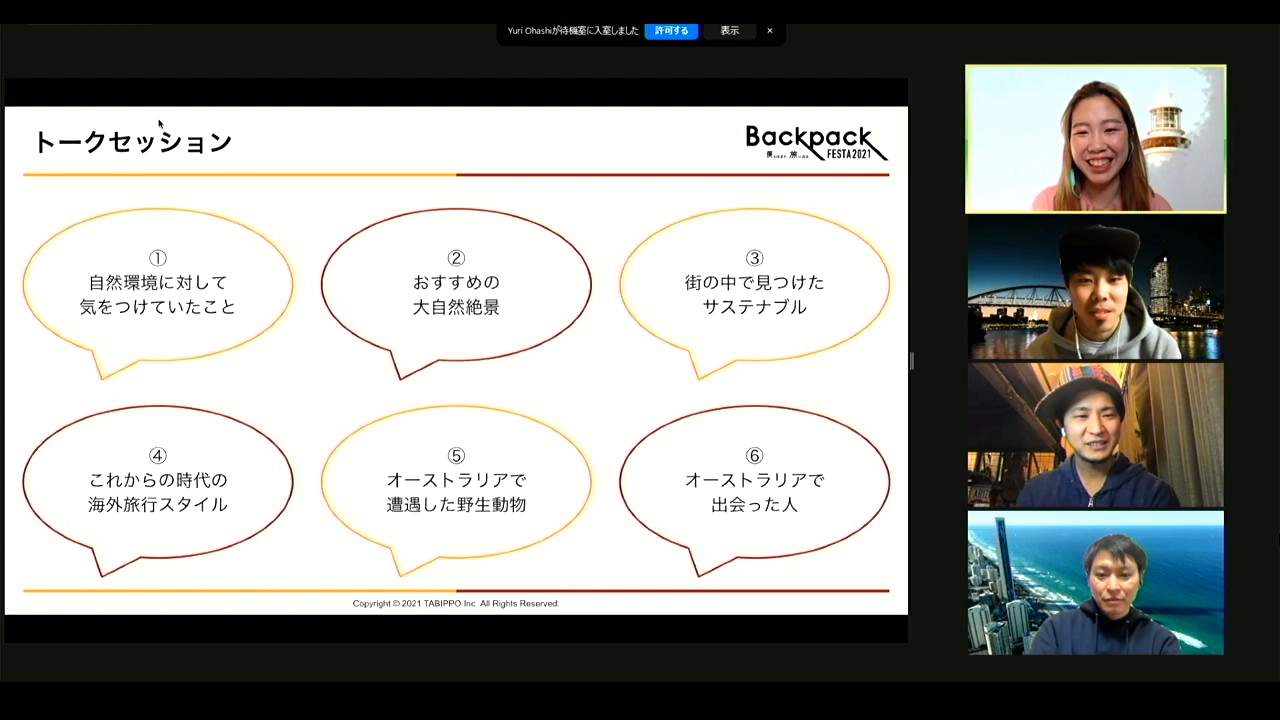 Yuri Ohashiが待機室に入室しました 許可する 表示 ×
トークセッション
Backpack
FESTA2021
①
自然環境に対して
気をつけていたこと
②
おすすめの
大自然絶景
③
街の中で見つけた
サステナブル
④
これからの時代の
海外旅行スタイル
⑤
オーストラリアで
遭遇した野生動物
⑥
オーストラリアで
出会った人
Copyright © 2021 TABIPPO Inc. All Rights Reserved.